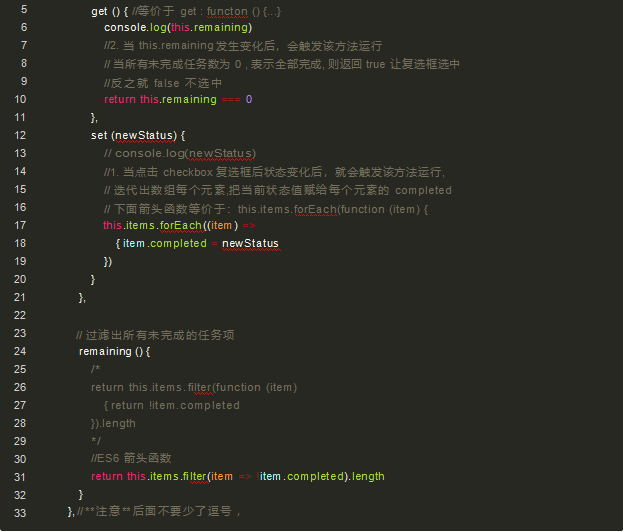 5 get () { //等价于 get : functon () {...}
6 console.log(this.remaining)
7 //2. 当 this.remaining 发生变化后，会触发该方法运行
8 // 当所有未完成任务数为 0 , 表示全部完成, 则返回 true 让复选框选中
9 //反之就 false 不选中
10 return this.remaining === 0
11 },
12 set (newStatus) {
13 // console.log(newStatus)
14 //1. 当点击 checkbox 复选框后状态变化后，就会触发该方法运行,
15 // 迭代出数组每个元素,把当前状态值赋给每个元素的 completed
16 // 下面箭头函数等价于：this.items.forEach(function (item) {
17 this.items.forEach((item) =>
18 { item.completed = newStatus
19 })
20 }
21 },
22
23 // 过滤出所有未完成的任务项
24 remaining () {
25 /*
26 return this.items.filter(function (item)
27 { return !item.completed
28 }).length
29 */
30 //ES6 箭头函数
31 return this.items.filter(item => !item.completed).length
32 }
33 }, //**注意** 后面不要少了逗号 ，